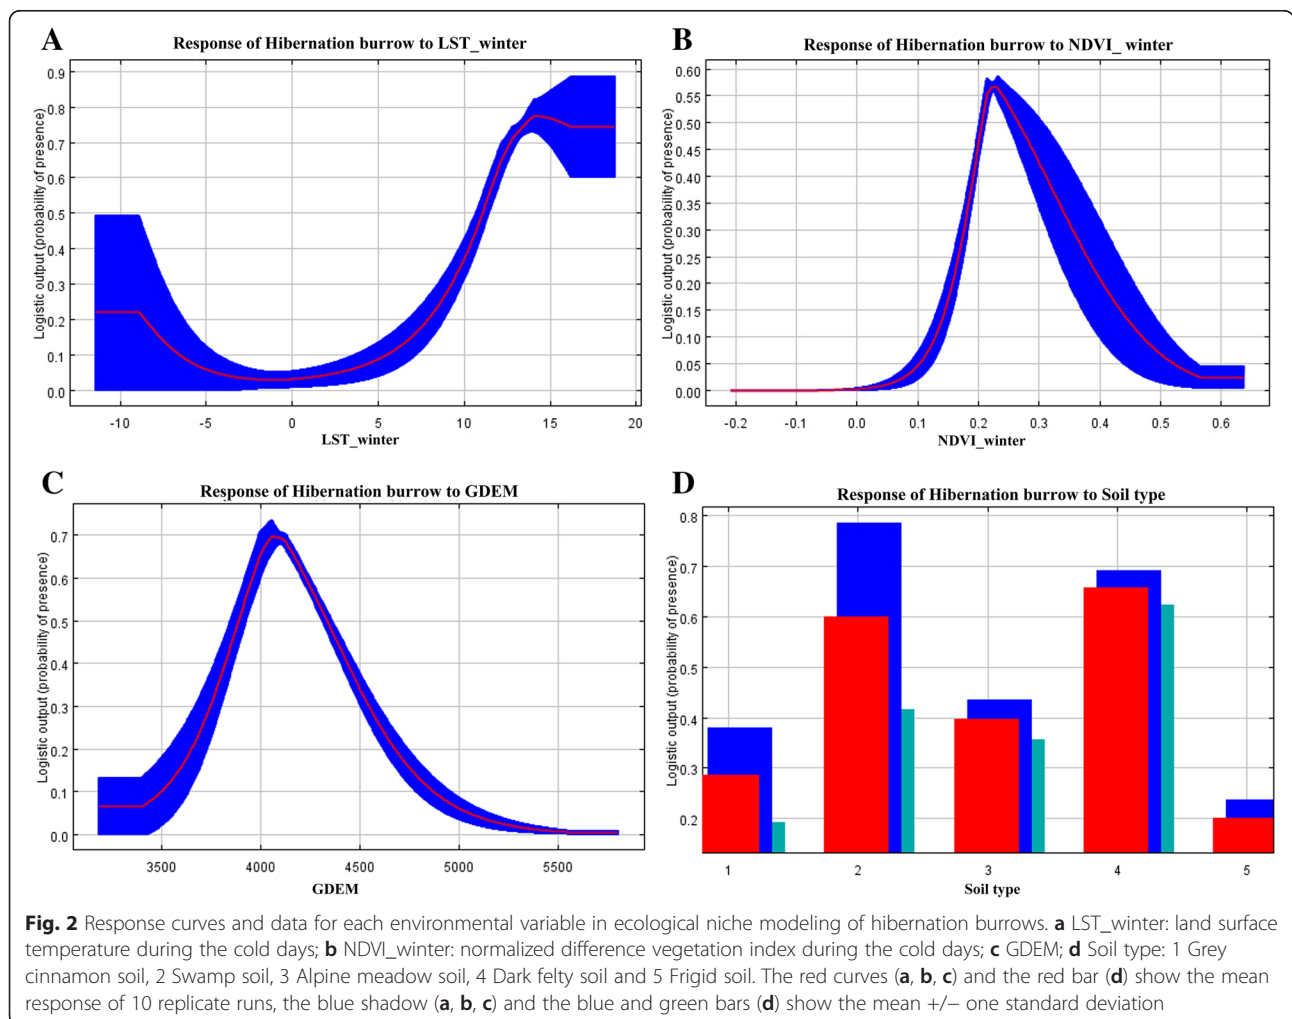 A
Response of Hibernation burrow to LST_winter
Logistic output (probability of presence)
0.9
0.8
0.7
0.6
0.5
0.4
0.3
0.2
0.1
0.0
-10 -5 0 5 10 15 20
LST_winter
B
Response of Hibernation burrow to NDVI_ winter
Logistic output (probability of presence)
0.60
0.55
0.50
0.45
0.40
0.35
0.30
0.25
0.20
0.15
0.10
0.05
0.00
-0.2 -0.1 0.0 0.1 0.2 0.3 0.4 0.5 0.6
NDVI_winter
C
Response of Hibernation burrow to GDEM
Logistic output (probability of presence)
0.7
0.6
0.5
0.4
0.3
0.2
0.1
0.0
3500 4000 4500 5000 5500
GDEM
D
Response of Hibernation burrow to Soil type
Logistic output (probability of presence)
0.8
0.7
0.6
0.5
0.4
0.3
0.2
1 2 3 4 5
Soil type
Fig. 2 Response curves and data for each environmental variable in ecological niche modeling of hibernation burrows. a LST_winter: land surface
temperature during the cold days; b NDVI_winter: normalized difference vegetation index during the cold days; c GDEM; d Soil type: 1 Grey
cinnamon soil, 2 Swamp soil, 3 Alpine meadow soil, 4 Dark felty soil and 5 Frigid soil. The red curves (a, b, c) and the red bar (d) show the mean
response of 10 replicate runs, the blue shadow (a, b, c) and the blue and green bars (d) show the mean +/− one standard deviation